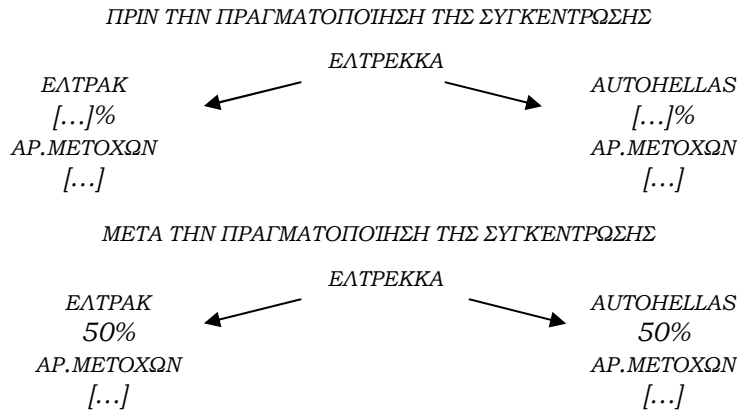 ΠΡΙΝ ΤΗΝ ΠΡΑΓΜΑΤΟΠΟΊΗΣΗ ΤΗΣ ΣΥΓΚΈΝΤΡΩΣΗΣ
ΕΛΤΡΕΚΚΑ
ΕΛΤΡΑΚ AUTOHELLAS
[…]% […]%
ΑΡ.ΜΕΤΟΧΩΝ ΑΡ.ΜΕΤΟΧΩΝ
[…] […]
ΜΕΤΑ ΤΗΝ ΠΡΑΓΜΑΤΟΠΟΊΗΣΗ ΤΗΣ ΣΥΓΚΈΝΤΡΩΣΗΣ
ΕΛΤΡΕΚΚΑ
ΕΛΤΡΑΚ AUTOHELLAS
50% 50%
ΑΡ.ΜΕΤΟΧΩΝ ΑΡ.ΜΕΤΟΧΩΝ
[…] […]